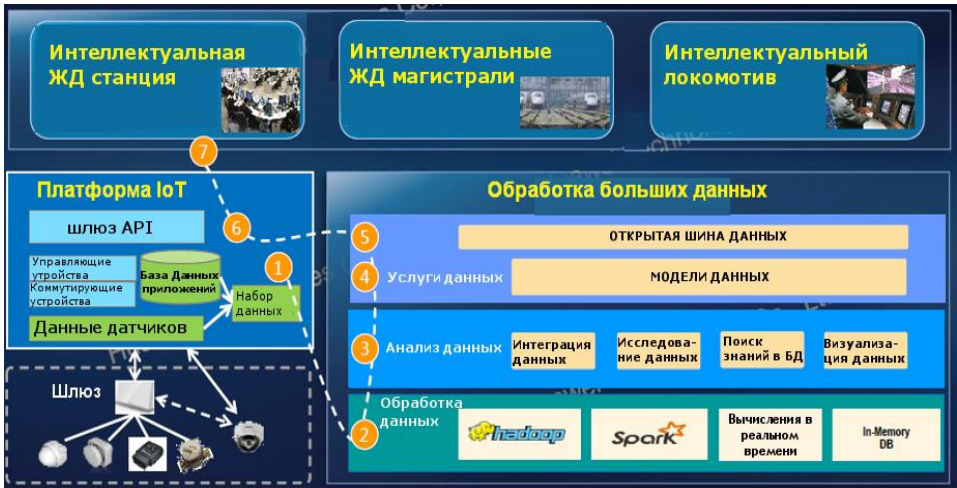 Интеллектуальная
ЖД станция
Интеллектуальные
ЖД магистрали
Интеллектуальный
локомотив
7
Платформа IoT
шлюз API
6
Управляющие
утройства
Коммутирующие
устройства
База Данных
приложений
1
Набор
данных
Данные датчиков
Шлюз
Обработка больших данных
5
ОТКРЫТАЯ ШИНА ДАННЫХ
4
Услуги данных
МОДЕЛИ ДАННЫХ
3
Анализ данных
Интеграция
данных
Исследова-
ние данных
Поиск
знаний в БД
Визуализа-
ция данных
2
Обработка
данных
hadoop
Spark
Вычисления в
реальном
времени
In-Memory
DB